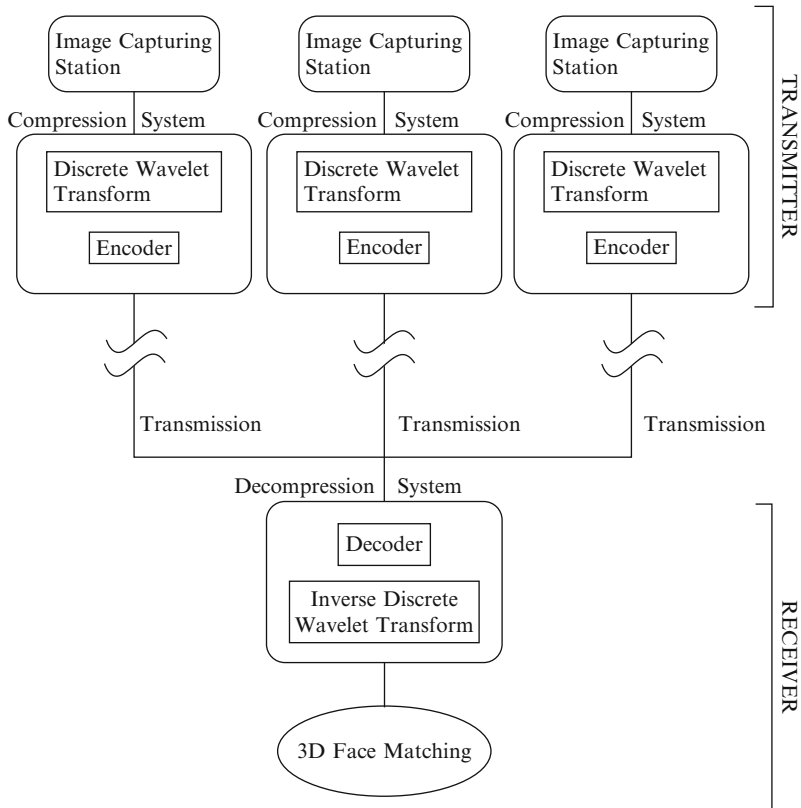 Image Capturing
Station
Image Capturing
Station
Image Capturing
Station
Compression System
Compression System
Compression System
Discrete Wavelet
Transform
Discrete Wavelet
Transform
Discrete Wavelet
Transform
Encoder
Encoder
Encoder
TRANSMITTER
Transmission
Transmission
Transmission
Decompression System
Decoder
Inverse Discrete
Wavelet Transform
3D Face Matching
RECEIVER